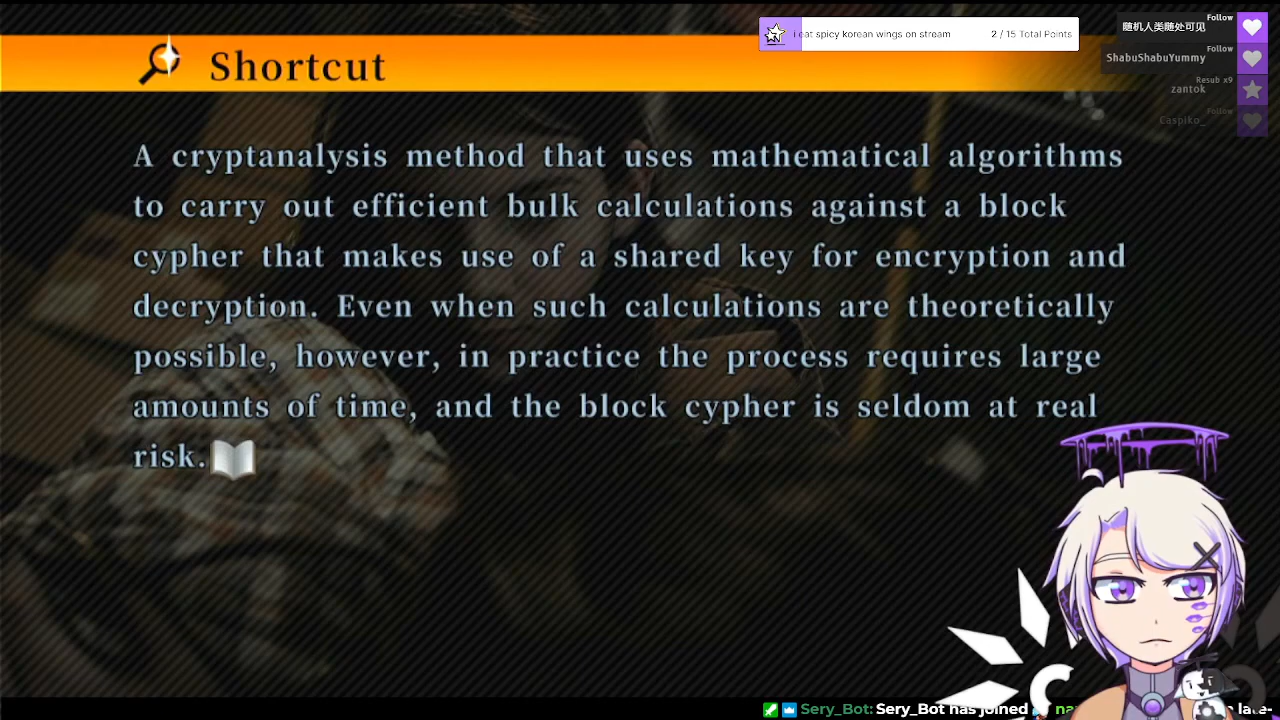 i eat spicy korean wings on stream 2 / 15 Total Points
Follow
随机人类随处可见
Follow
ShabuShabuYummy
Resub x9
zantok
Follow
Caspiko_
Shortcut
A cryptanalysis method that uses mathematical algorithms
to carry out efficient bulk calculations against a block
cypher that makes use of a shared key for encryption and
decryption. Even when such calculations are theoretically
possible, however, in practice the process requires large
amounts of time, and the block cypher is seldom at real
risk.
Sery_Bot: Sery_Bot has joined